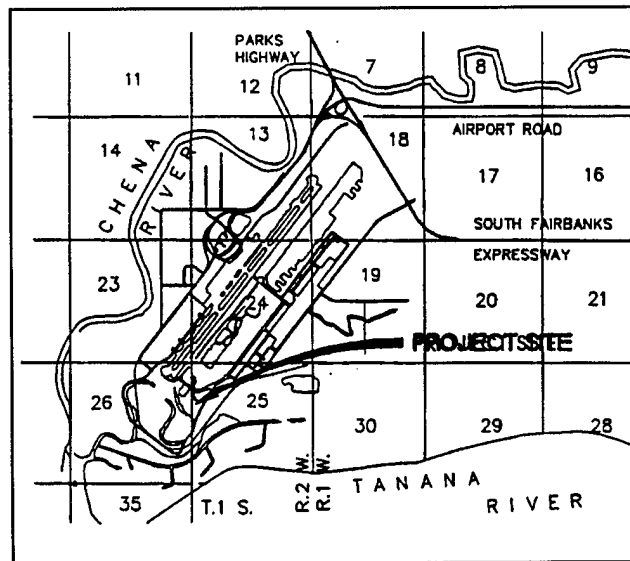 PARKS
HIGHWAY
7
8
9
11
12
13
18
AIRPORT ROAD
14
17
16
CHENA
RIVER
SOUTH FAIRBANKS
EXPRESSWAY
23
24
19
20
21
PROJECT SITE
26
25
30
29
28
35
T.1 S.
R.2 W.
R.1 W.
TANANA
RIVER